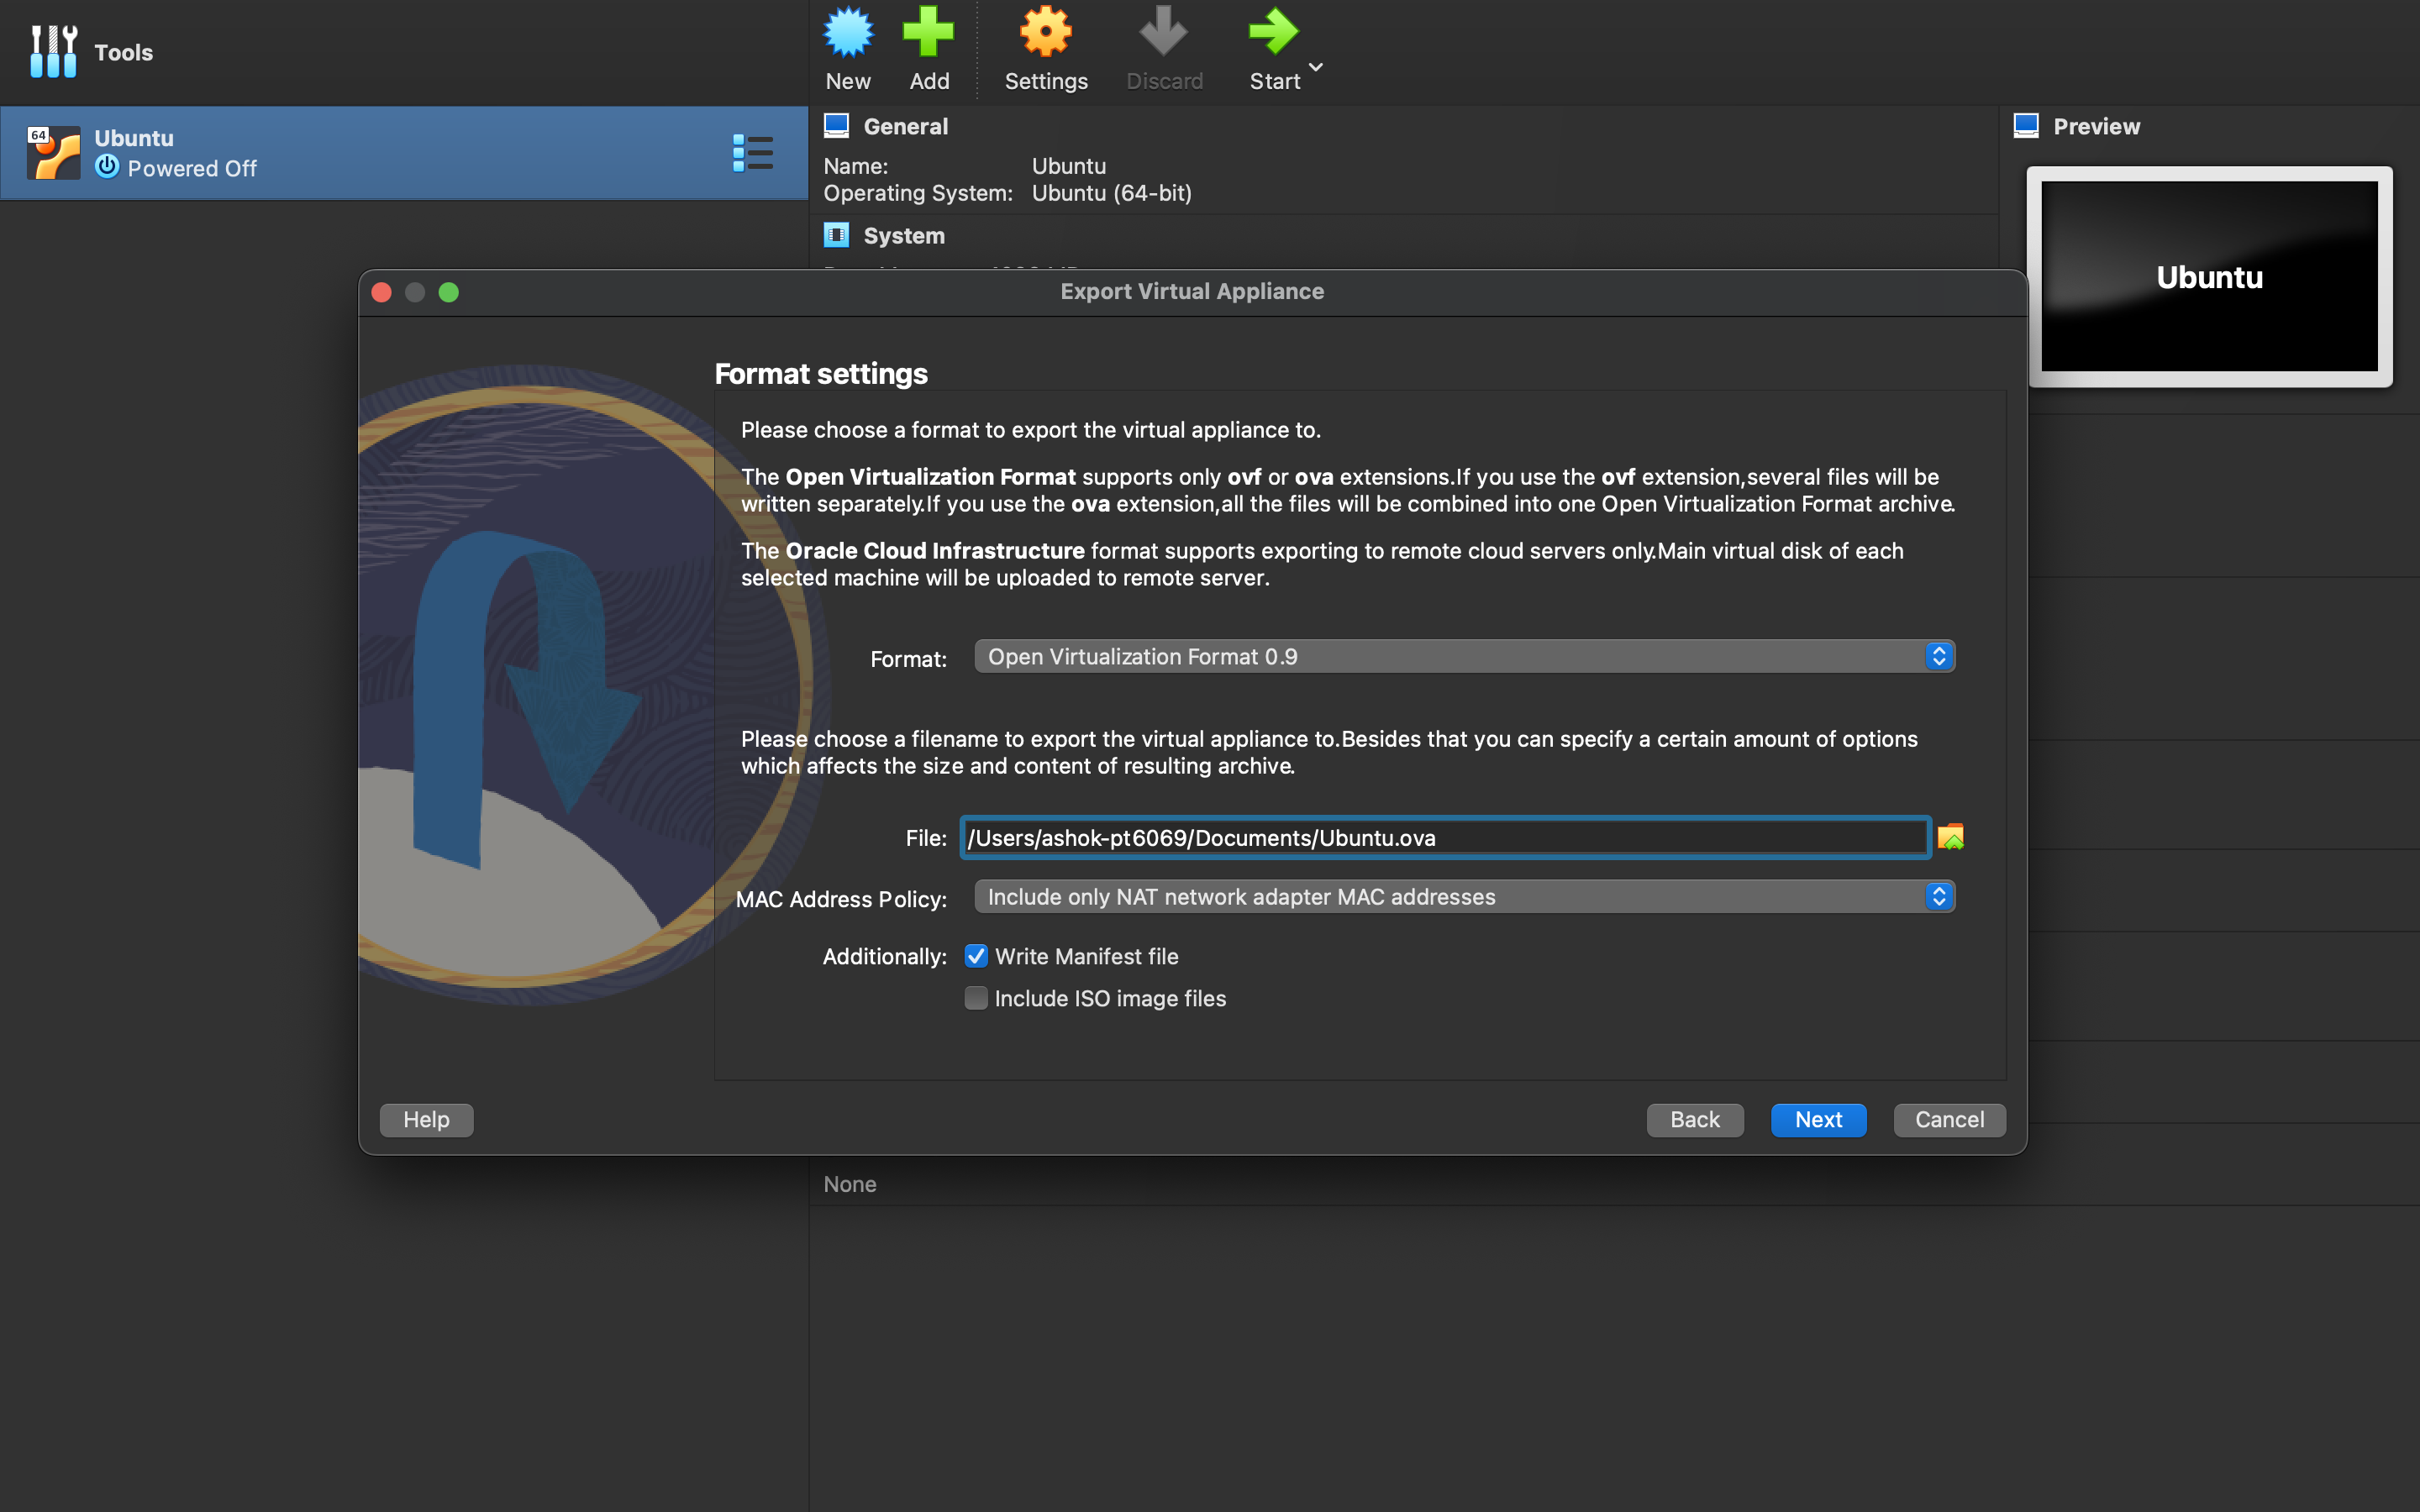 Tools
New
Add
Settings
Discard
Start
64
Ubuntu
Powered Off
General
Name: Ubuntu
Operating System: Ubuntu (64-bit)
System
Preview
Ubuntu
Export Virtual Appliance
Format settings
Please choose a format to export the virtual appliance to.
The Open Virtualization Format supports only ovf or ova extensions.If you use the ovf extension,several files will be
written separately.If you use the ova extension,all the files will be combined into one Open Virtualization Format archive.
The Oracle Cloud Infrastructure format supports exporting to remote cloud servers only.Main virtual disk of each
selected machine will be uploaded to remote server.
Format: Open Virtualization Format 0.9
Please choose a filename to export the virtual appliance to.Besides that you can specify a certain amount of options
which affects the size and content of resulting archive.
File: /Users/ashok-pt6069/Documents/Ubuntu.ova
MAC Address Policy: Include only NAT network adapter MAC addresses
Additionally: Write Manifest file
Include ISO image files
Help
Back
Next
Cancel
None